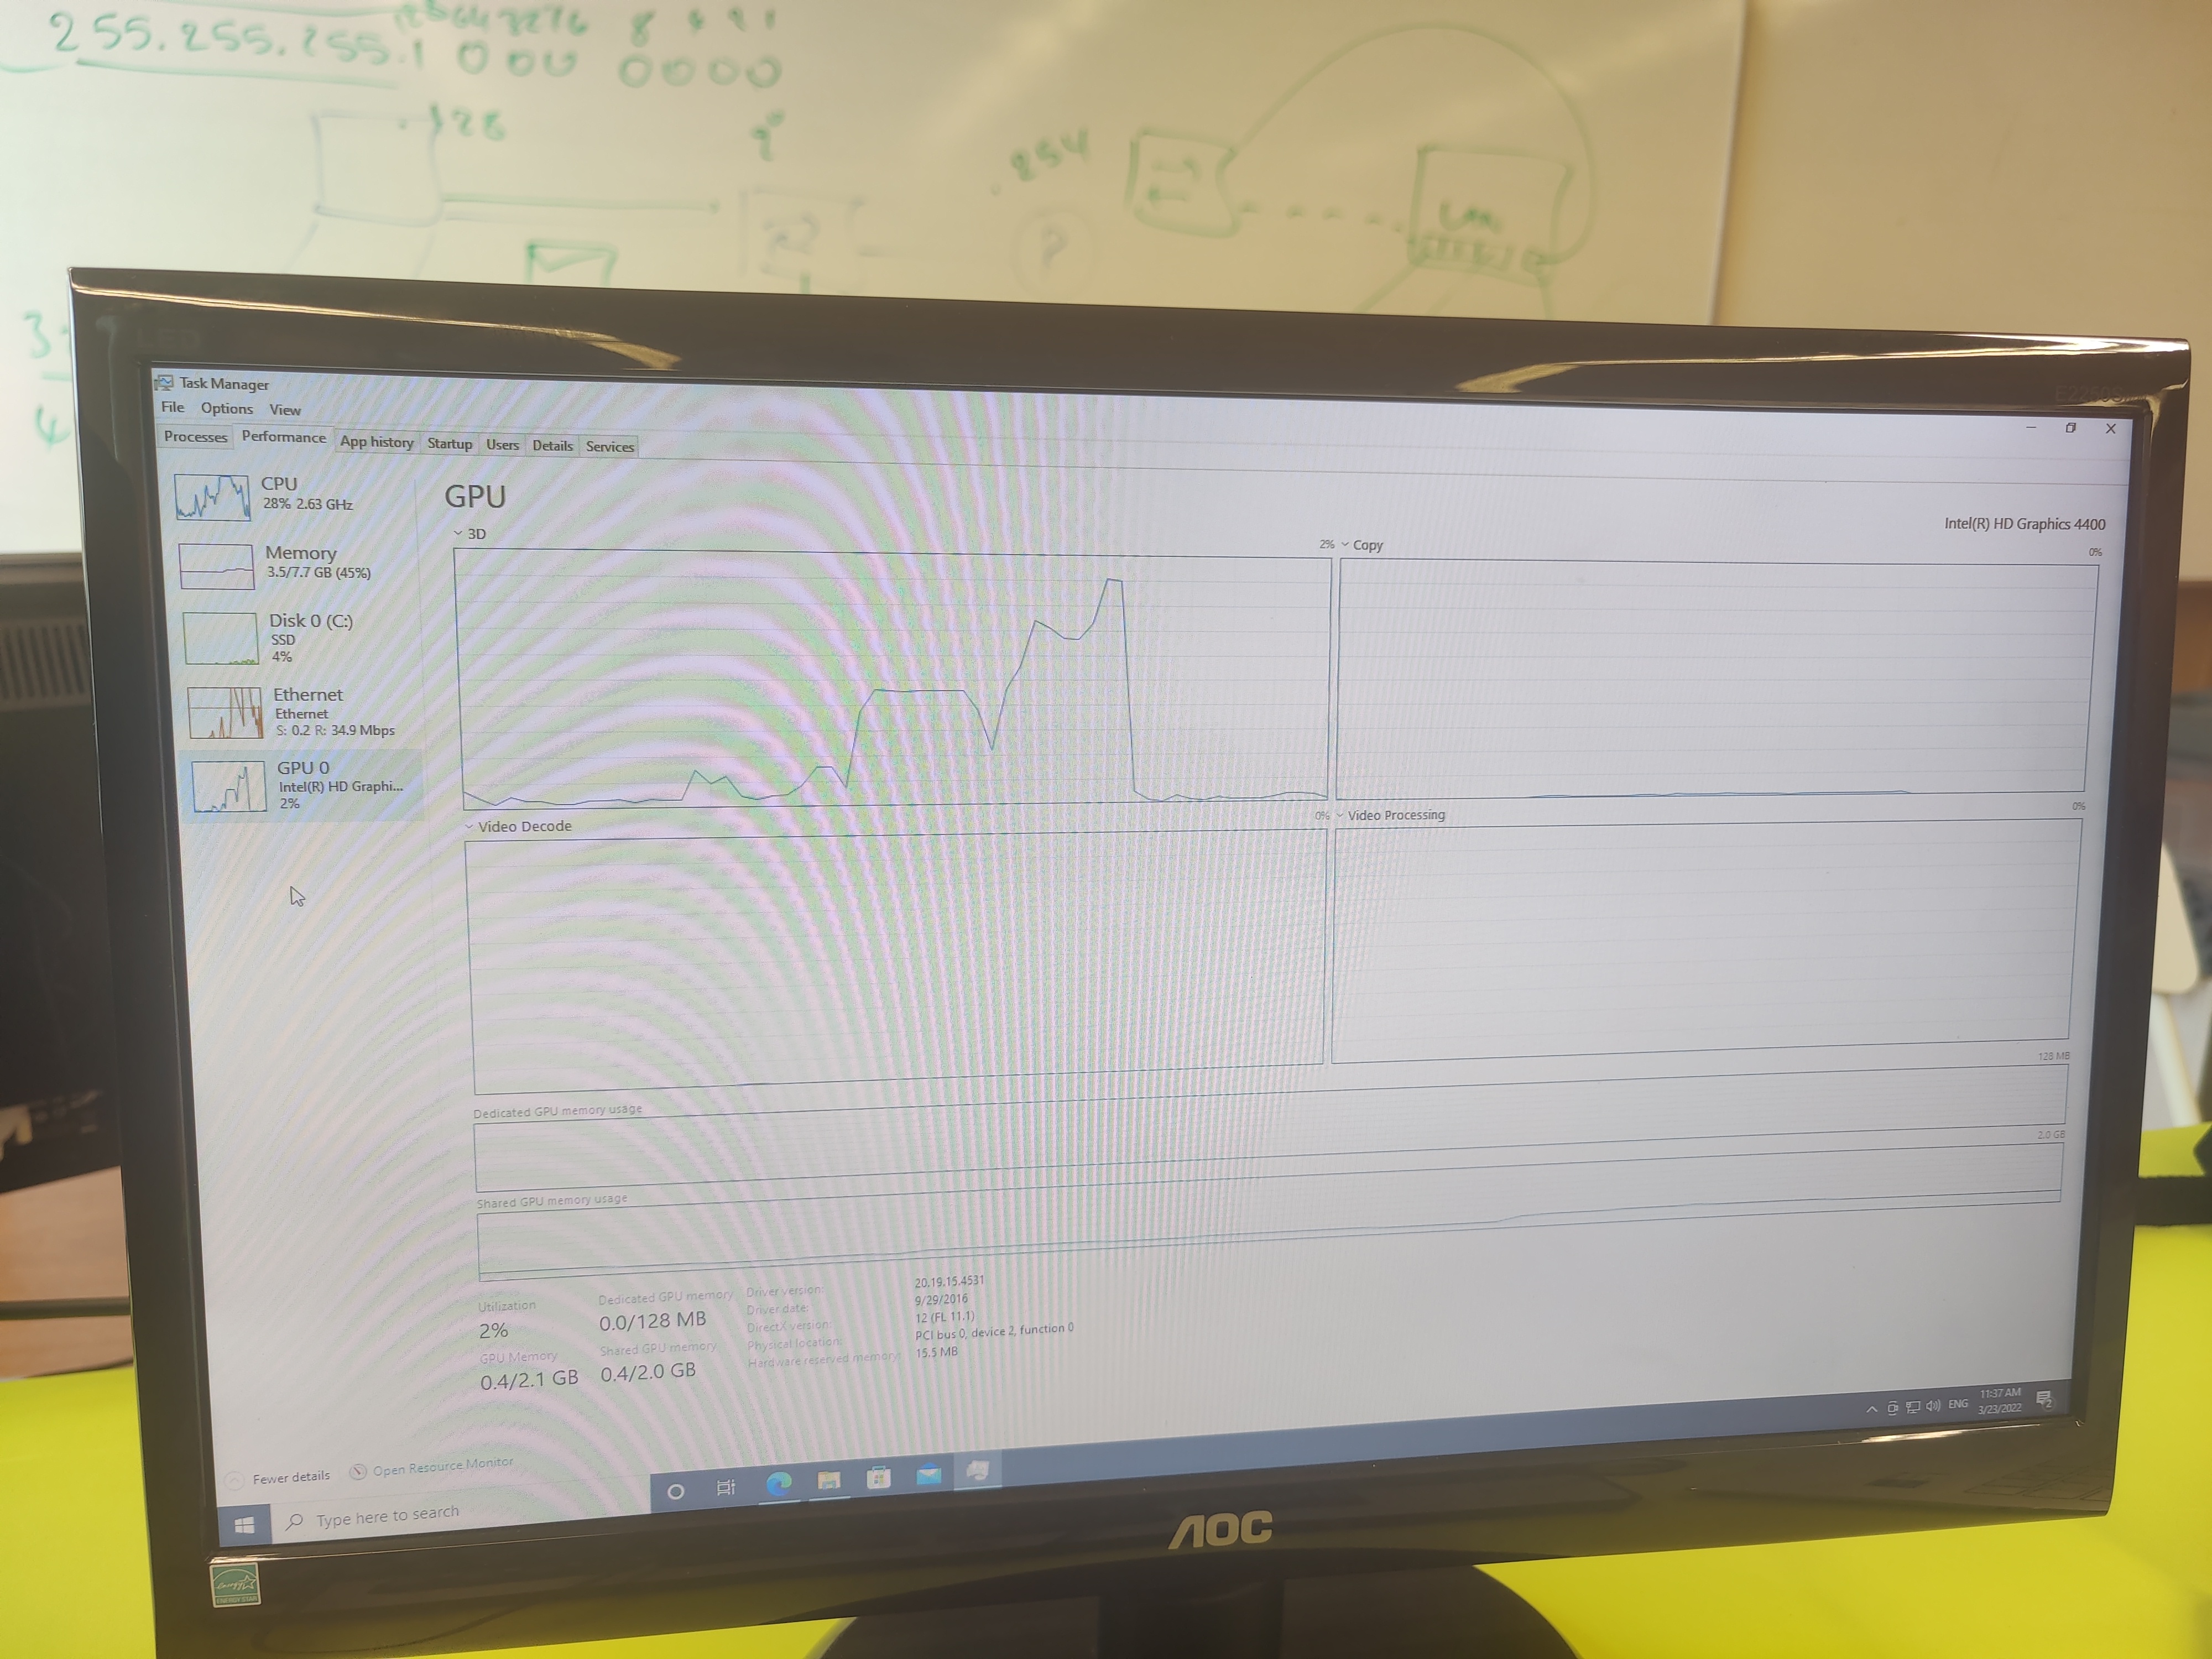 255.255.255.1 000 0000
128
254
LED
Task Manager
File Options View
Processes Performance App history Startup Users Details Services
CPU
28% 2.63 GHz
Memory
3.5/7.7 GB (45%)
Disk 0 (C:)
SSD
4%
Ethernet
Ethernet
S: 0.2 R: 34.9 Mbps
GPU 0
Intel(R) HD Graphi...
2%
GPU
Intel(R) HD Graphics 4400
3D 2%
Copy 0%
Video Decode 0%
Video Processing 0%
Dedicated GPU memory usage 128 MB
Shared GPU memory usage 2.0 GB
Utilization
2%
Dedicated GPU memory
0.0/128 MB
GPU Memory
0.4/2.1 GB
Shared GPU memory
0.4/2.0 GB
Driver version: 20.19.15.4531
Driver date: 9/29/2016
DirectX version: 12 (FL 11.1)
Physical location: PCI bus 0, device 2, function 0
Hardware reserved memory: 15.5 MB
Fewer details Open Resource Monitor
Type here to search
ENG
11:37 AM
3/23/2022
2
AOC
ENERGY STAR